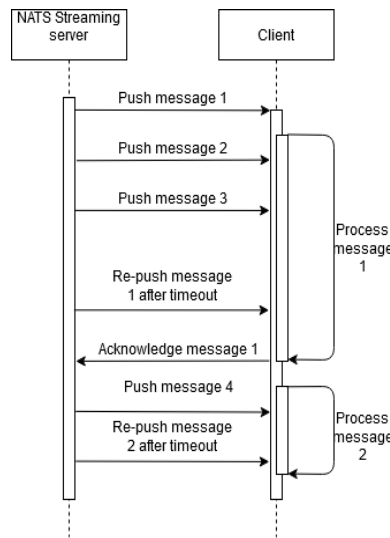 NATS Streaming
server
Client
Push message 1
Push message 2
Push message 3
Process
message
1
Re-push message
1 after timeout
Acknowledge message 1
Push message 4
Re-push message
2 after timeout
Process
message
2